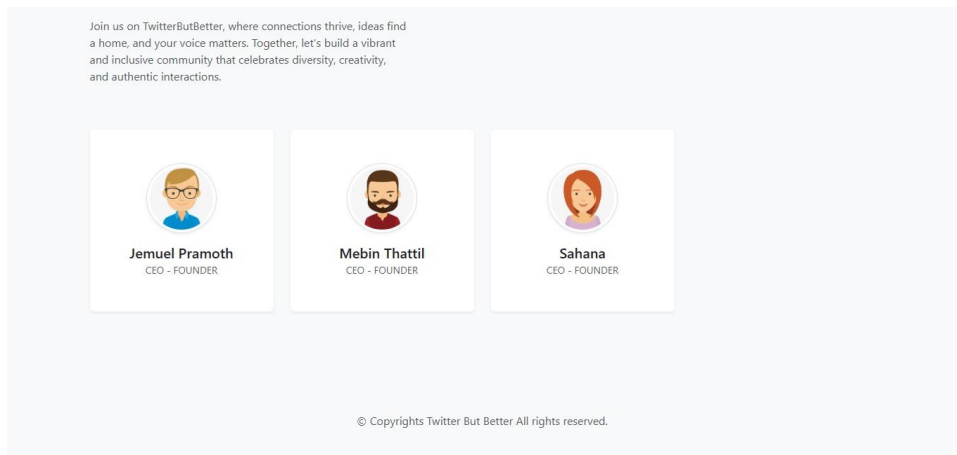 Join us on TwitterButBetter, where connections thrive, ideas find
a home, and your voice matters. Together, let's build a vibrant
and inclusive community that celebrates diversity, creativity,
and authentic interactions.
Jemuel Pramoth
CEO - FOUNDER
Mebin Thattil
CEO - FOUNDER
Sahana
CEO - FOUNDER
© Copyrights Twitter But Better All rights reserved.